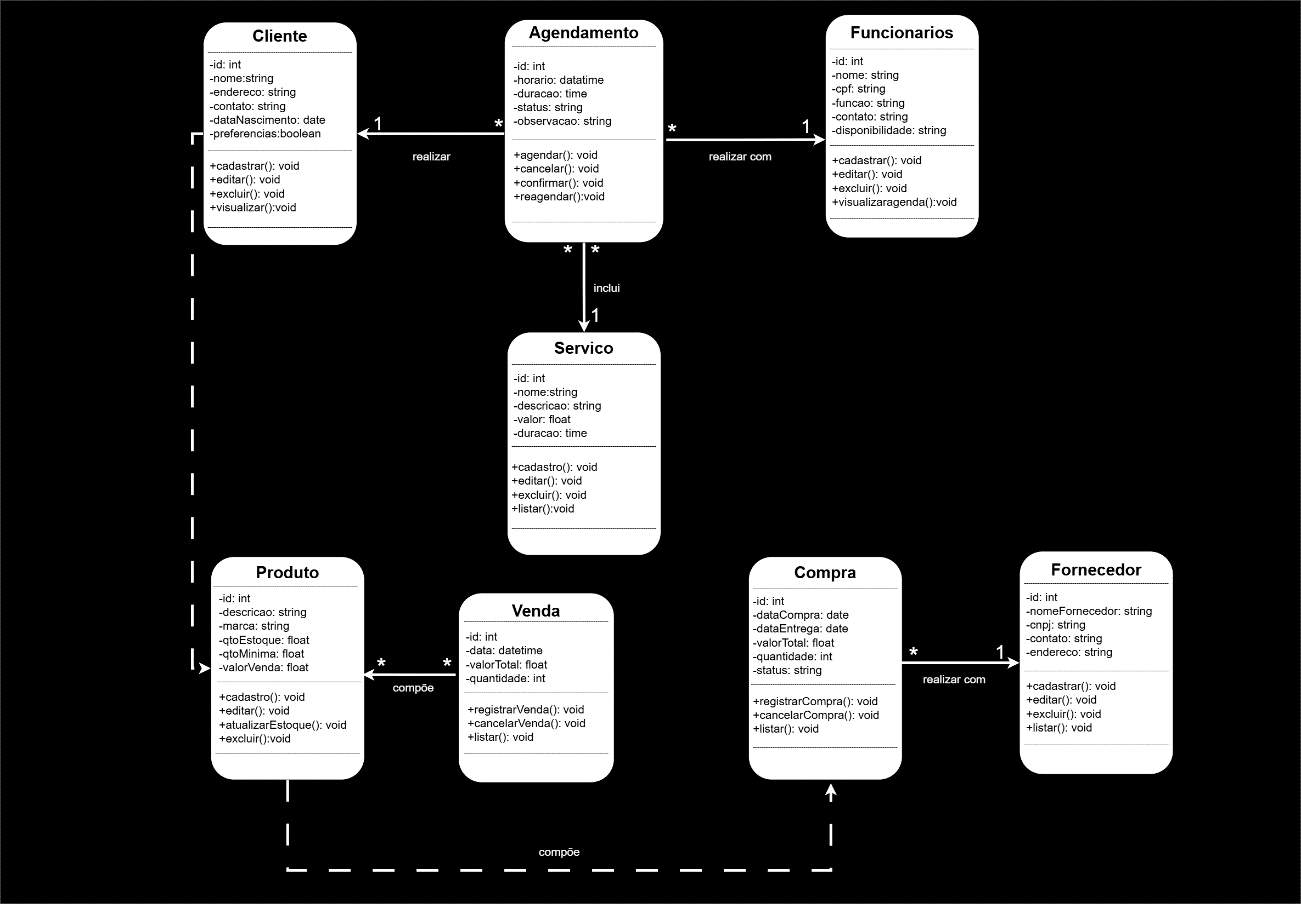 Cliente
-id: int
-nome:string
-endereco: string
-contato: string
-dataNascimento: date
-preferencias:boolean
+cadastrar(): void
+editar(): void
+excluir(): void
+visualizar():void
1
*
realizar
Agendamento
-id: int
-horario: datatime
-duracao: time
-status: string
-observacao: string
+agendar(): void
+cancelar(): void
+confirmar(): void
+reagendar():void
*
1
realizar com
Funcionarios
-id: int
-nome: string
-cpf: string
-funcao: string
-contato: string
-disponibilidade: string
+cadastrar(): void
+editar(): void
+excluir(): void
+visualizaragenda():void
* *
inclui
1
Servico
-id: int
-nome:string
-descricao: string
-valor: float
-duracao: time
+cadastro(): void
+editar(): void
+excluir(): void
+listar():void
Produto
-id: int
-descricao: string
-marca: string
-qtoEstoque: float
-qtoMinima: float
-valorVenda: float
+cadastro(): void
+editar(): void
+atualizarEstoque(): void
+excluir():void
*
*
compõe
Venda
-id: int
-data: datetime
-valorTotal: float
-quantidade: int
+registrarVenda(): void
+cancelarVenda(): void
+listar(): void
Compra
-id: int
-dataCompra: date
-dataEntrega: date
-valorTotal: float
-quantidade: int
-status: string
+registrarCompra(): void
+cancelarCompra(): void
+listar(): void
*
1
realizar com
Fornecedor
-id: int
-nomeFornecedor: string
-cnpj: string
-contato: string
-endereco: string
+cadastrar(): void
+editar(): void
+excluir(): void
+listar(): void
compõe